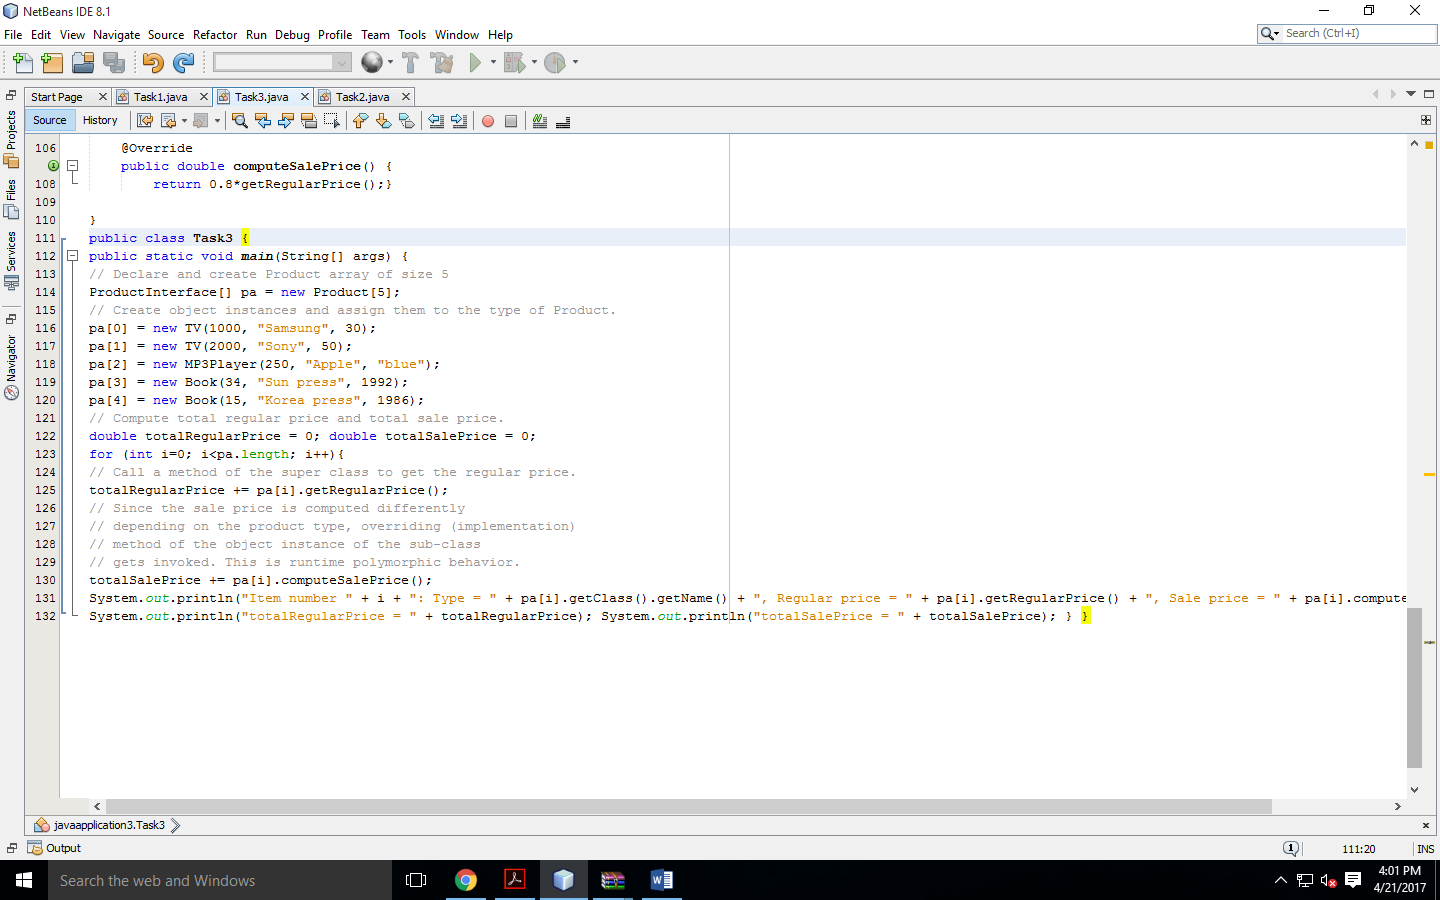 NetBeans IDE 8.1
File Edit View Navigate Source Refactor Run Debug Profile Team Tools Window Help
Search (Ctrl+I)
Start Page Task1.java Task3.java Task2.java
Source History
Projects
Files
Services
Navigator
106 @Override
public double computeSalePrice() {
108 return 0.8*getRegularPrice();}
109
110 }
111 public class Task3 {
112 public static void main(String[] args) {
113 // Declare and create Product array of size 5
114 ProductInterface[] pa = new Product[5];
115 // Create object instances and assign them to the type of Product.
116 pa[0] = new TV(1000, "Samsung", 30);
117 pa[1] = new TV(2000, "Sony", 50);
118 pa[2] = new MP3Player(250, "Apple", "blue");
119 pa[3] = new Book(34, "Sun press", 1992);
120 pa[4] = new Book(15, "Korea press", 1986);
121 // Compute total regular price and total sale price.
122 double totalRegularPrice = 0; double totalSalePrice = 0;
123 for (int i=0; i<pa.length; i++){
124 // Call a method of the super class to get the regular price.
125 totalRegularPrice += pa[i].getRegularPrice();
126 // Since the sale price is computed differently
127 // depending on the product type, overriding (implementation)
128 // method of the object instance of the sub-class
129 // gets invoked. This is runtime polymorphic behavior.
130 totalSalePrice += pa[i].computeSalePrice();
131 System.out.println("Item number " + i + ": Type = " + pa[i].getClass().getName() + ", Regular price = " + pa[i].getRegularPrice() + ", Sale price = " + pa[i].compute
132 System.out.println("totalRegularPrice = " + totalRegularPrice); System.out.println("totalSalePrice = " + totalSalePrice); } }
javaapplication3.Task3
Output
1
111:20 INS
Search the web and Windows
4:01 PM
4/21/2017